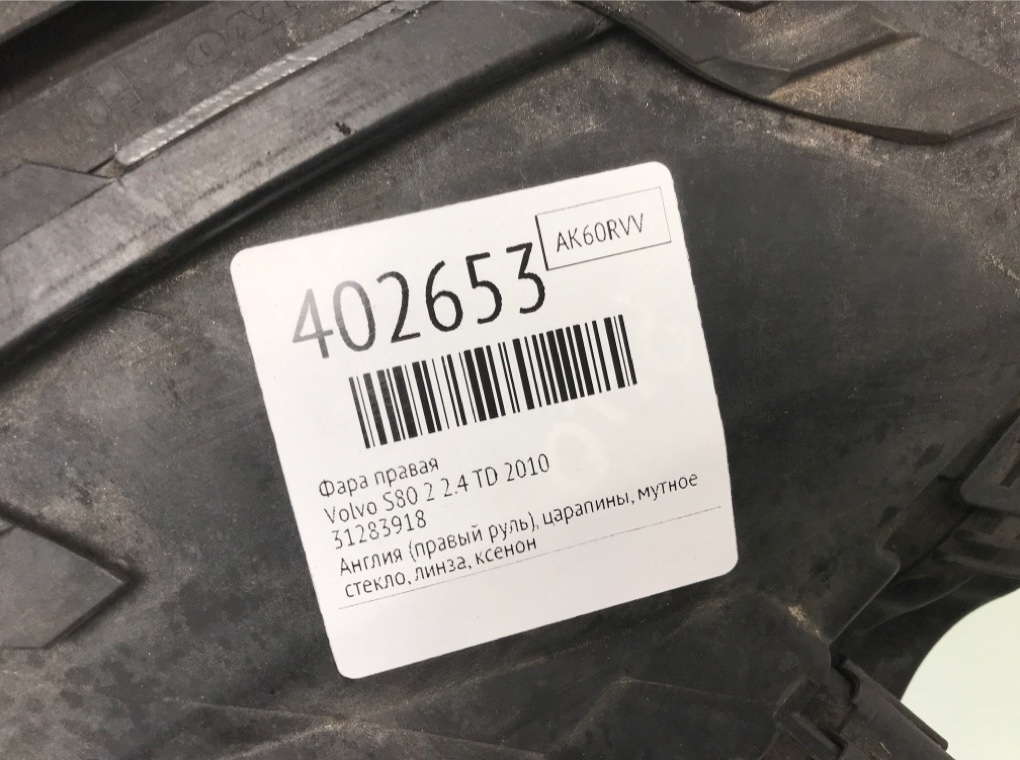 AK60RVV
402653
Фара правая
Volvo S80 2 2.4 TD 2010
31283918
Англия (правый руль), царапины, мутное
стекло, линза, ксенон